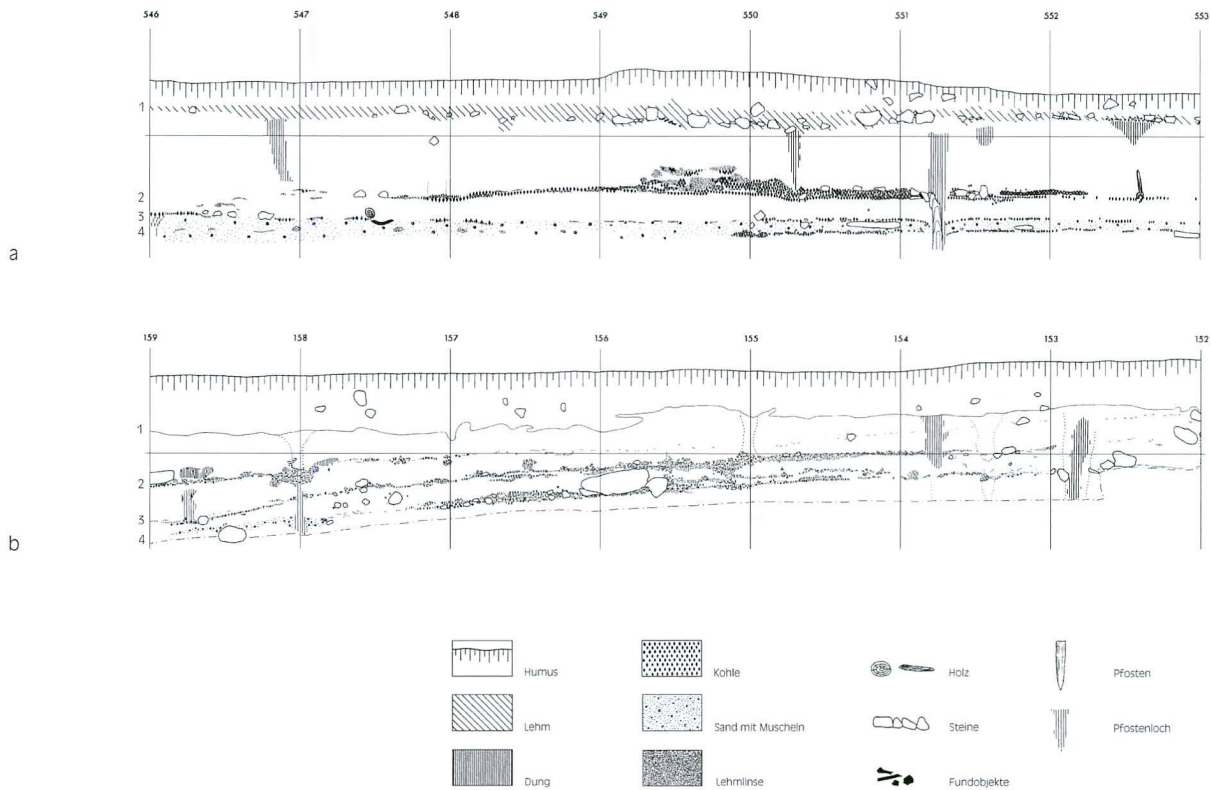 546 547 548 549 550 551 552 553
1
2
3
4
a
159 158 157 156 155 154 153 152
1
2
3
4
b
Humus Kohle Holz Pfosten
Lehm Sand mit Muscheln Steine Pfostenloch
Dung Lehmlinse Fundobjekte